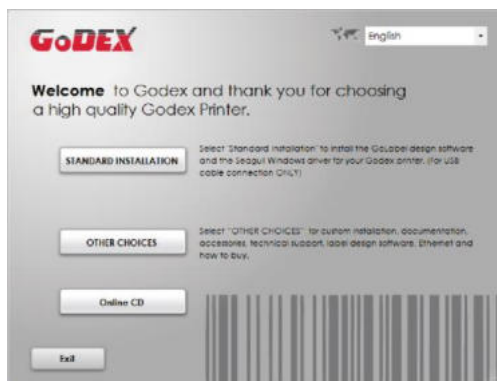 GoDEX
English
Welcome to Godex and thank you for choosing
a high quality Godex Printer.
STANDARD INSTALLATION
Select "Standard Installation" to install the GoLabel design software
and the Seagull Windows driver for your Godex printer. (For USB
cable connection ONLY)
OTHER CHOICES
Select "OTHER CHOICES" for custom installation, documentation,
accessories, technical support, label design software, Ethernet and
how to buy.
Online CD
Exit